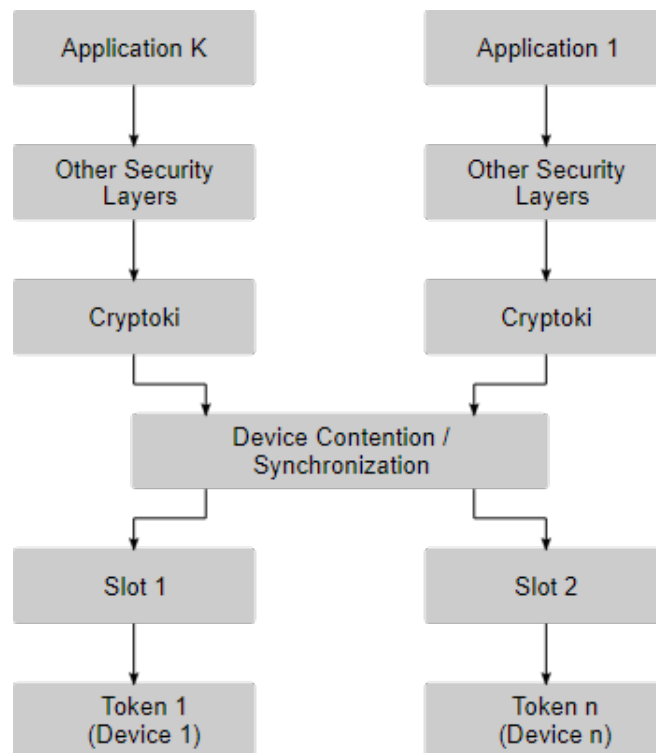 Application K
Application 1
Other Security
Layers
Other Security
Layers
Cryptoki
Cryptoki
Device Contention /
Synchronization
Slot 1
Slot 2
Token 1
(Device 1)
Token n
(Device n)